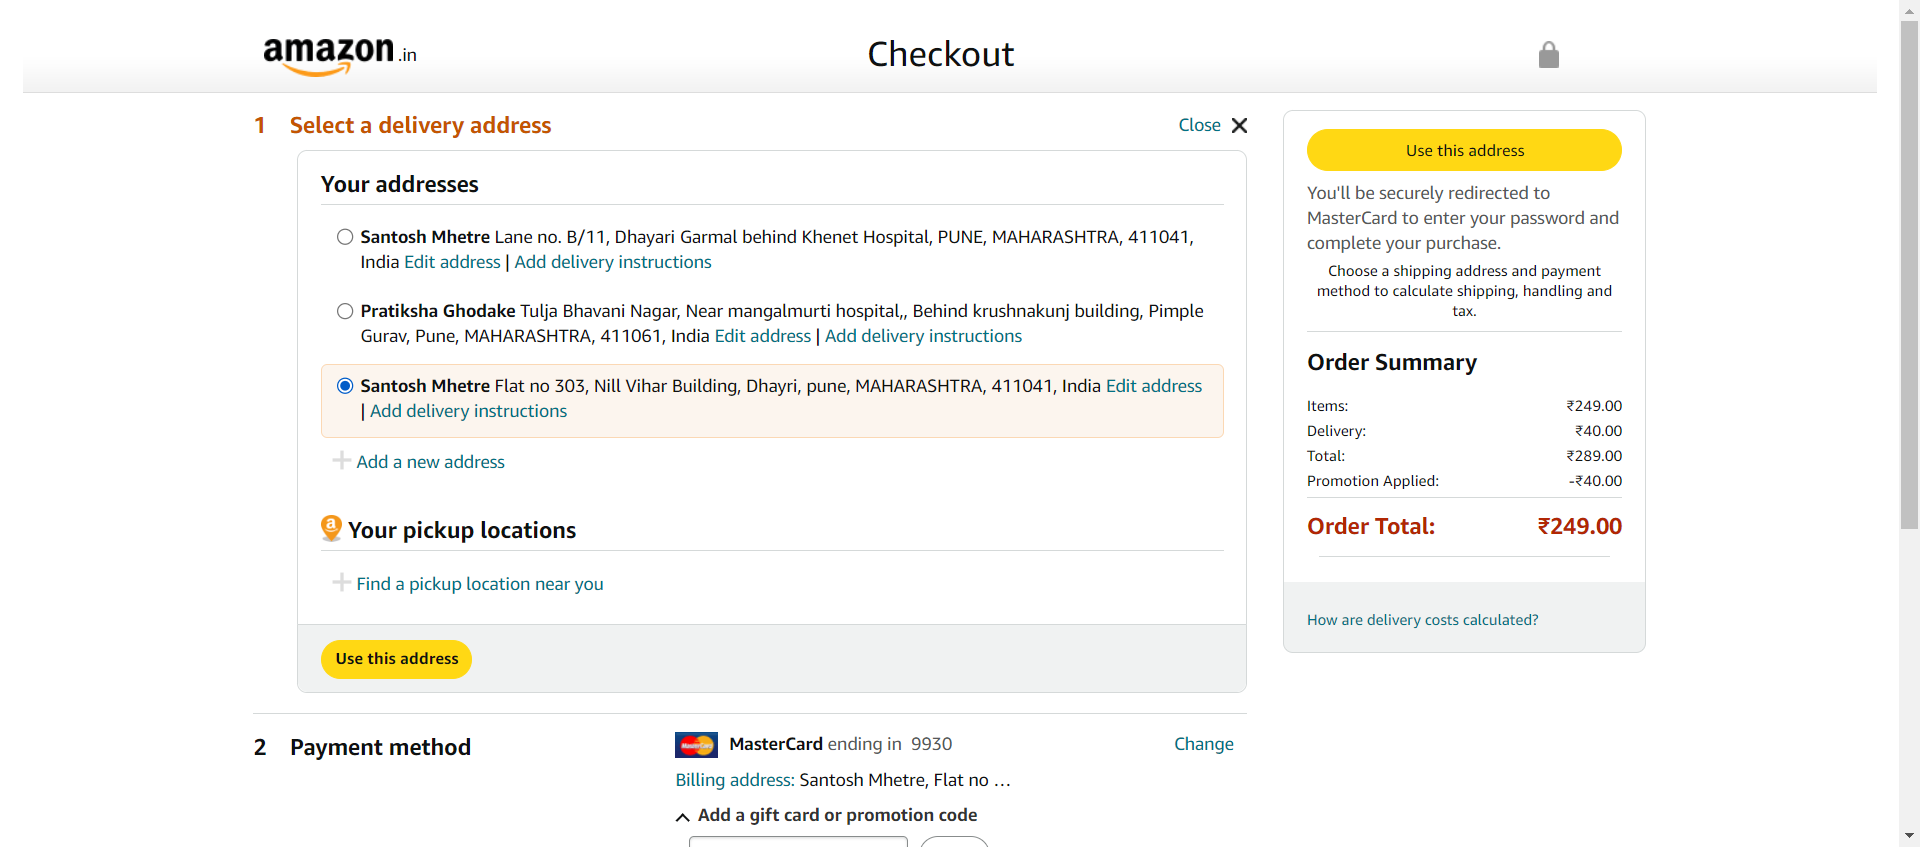 amazon.in
Checkout
1 Select a delivery address
Close
Your addresses
Santosh Mhetre Lane no. B/11, Dhayari Garmal behind Khenet Hospital, PUNE, MAHARASHTRA, 411041,
India Edit address | Add delivery instructions
Pratiksha Ghodake Tulja Bhavani Nagar, Near mangalmurti hospital,, Behind krushnakunj building, Pimple
Gurav, Pune, MAHARASHTRA, 411061, India Edit address | Add delivery instructions
Santosh Mhetre Flat no 303, Nill Vihar Building, Dhayri, pune, MAHARASHTRA, 411041, India Edit address
| Add delivery instructions
Add a new address
a
Your pickup locations
Find a pickup location near you
Use this address
2 Payment method
MasterCard
MasterCard ending in 9930
Change
Billing address: Santosh Mhetre, Flat no …
Add a gift card or promotion code
Use this address
You'll be securely redirected to
MasterCard to enter your password and
complete your purchase.
Choose a shipping address and payment
method to calculate shipping, handling and
tax.
Order Summary
Items: ₹249.00
Delivery: ₹40.00
Total: ₹289.00
Promotion Applied: -₹40.00
Order Total: ₹249.00
How are delivery costs calculated?